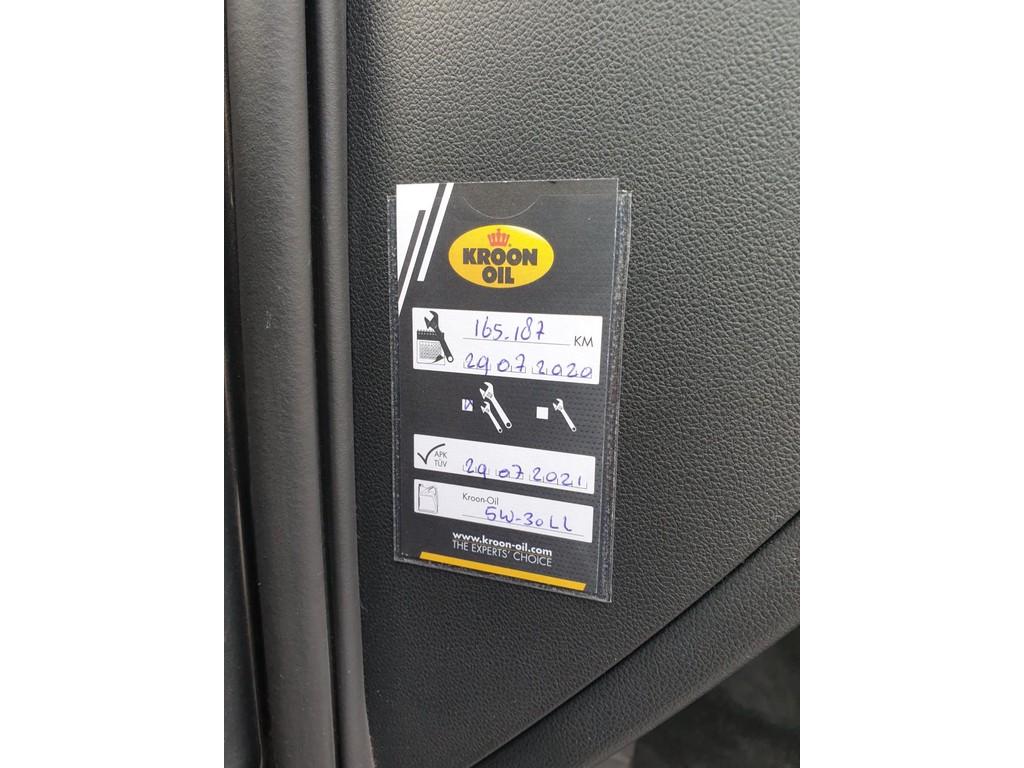 KROON
OIL
165.187 KM
29 07 2020
APK
TÜV
29 07 2021
Kroon-Oil
5W-30LL
www.kroon-oil.com
THE EXPERTS' CHOICE